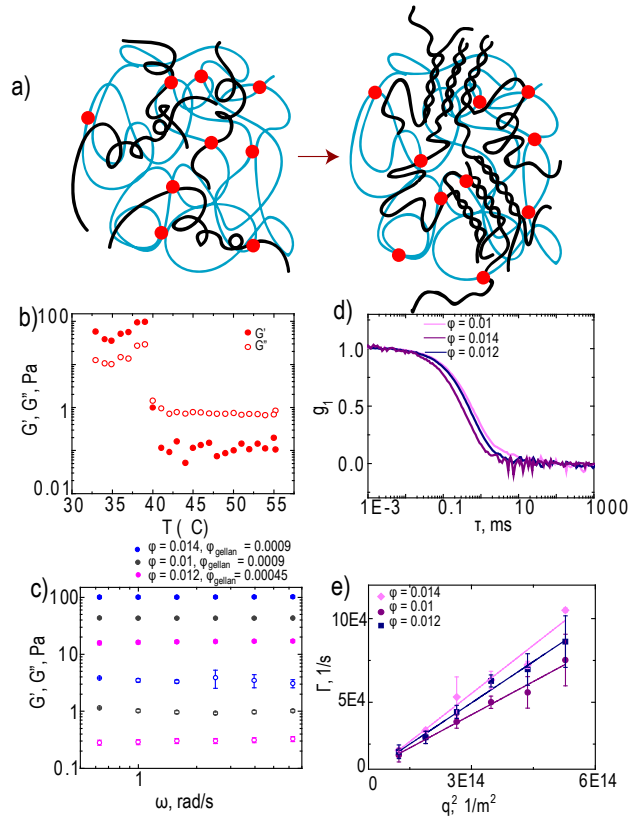 a)
b)
100
1
0.01
G', G", Pa
G'
G"
30 35 40 45 50 55
T ( C)
d)
φ = 0.01
φ = 0.014
φ = 0.012
1.0
0.5
0.0
g1
1E-3 0.1 10 1000
τ, ms
φ = 0.014, φgellan = 0.0009
φ = 0.01, φgellan = 0.0009
φ = 0.012, φgellan = 0.00045
c)
100
10
1
0.1
G', G", Pa
1
ω, rad/s
e)
φ = 0.014
φ = 0.01
φ = 0.012
10E4
5E4
0
Γ, 1/s
0 3E14 6E14
q,2 1/m2